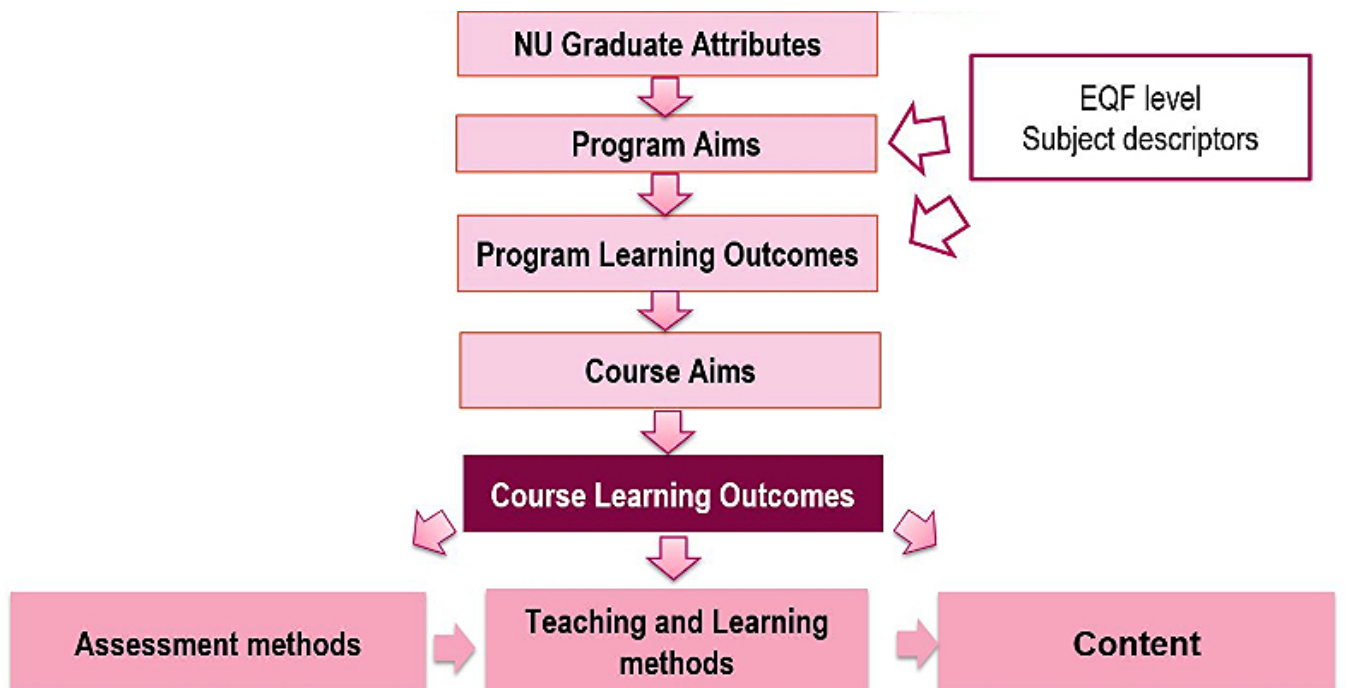 NU Graduate Attributes
EQF level
Subject descriptors
Program Aims
Program Learning Outcomes
Course Aims
Course Learning Outcomes
Assessment methods
Teaching and Learning
methods
Content